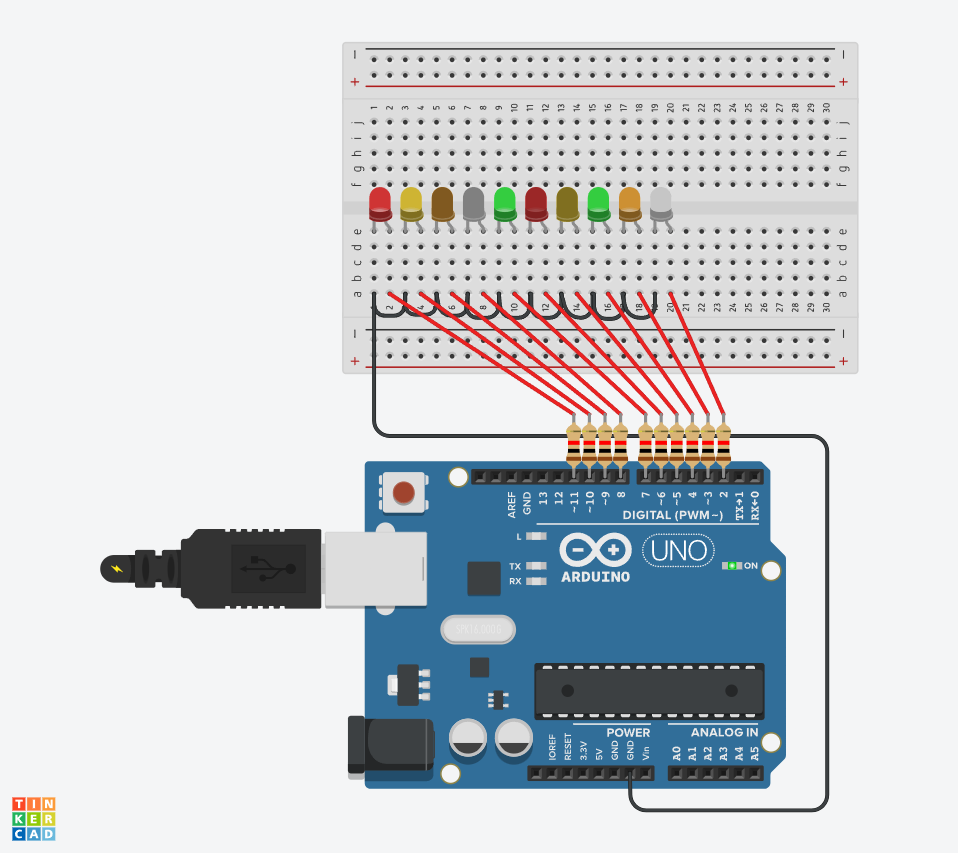 − −
+ +
1 2 3 4 5 6 7 8 9 10 11 12 13 14 15 16 17 18 19 20 21 22 23 24 25 26 27 28 29 30
j j
i i
h h
g g
f f
e e
d d
c c
b b
a a
2 4 6 8 10 12 14 16 18 20 21 22 23 24 25 26 27 28 29 30
− −
+ +
AREF GND 13 12 ~11 ~10 ~9 8 7 ~6 ~5 4 ~3 2 TX→1 RX←0
DIGITAL (PWM~)
L
TX
RX
ARDUINO
UNO
ON
POWER ANALOG IN
IOREF RESET 3.3V 5V GND GND Vin A0 A1 A2 A3 A4 A5
TIN
KER
CAD